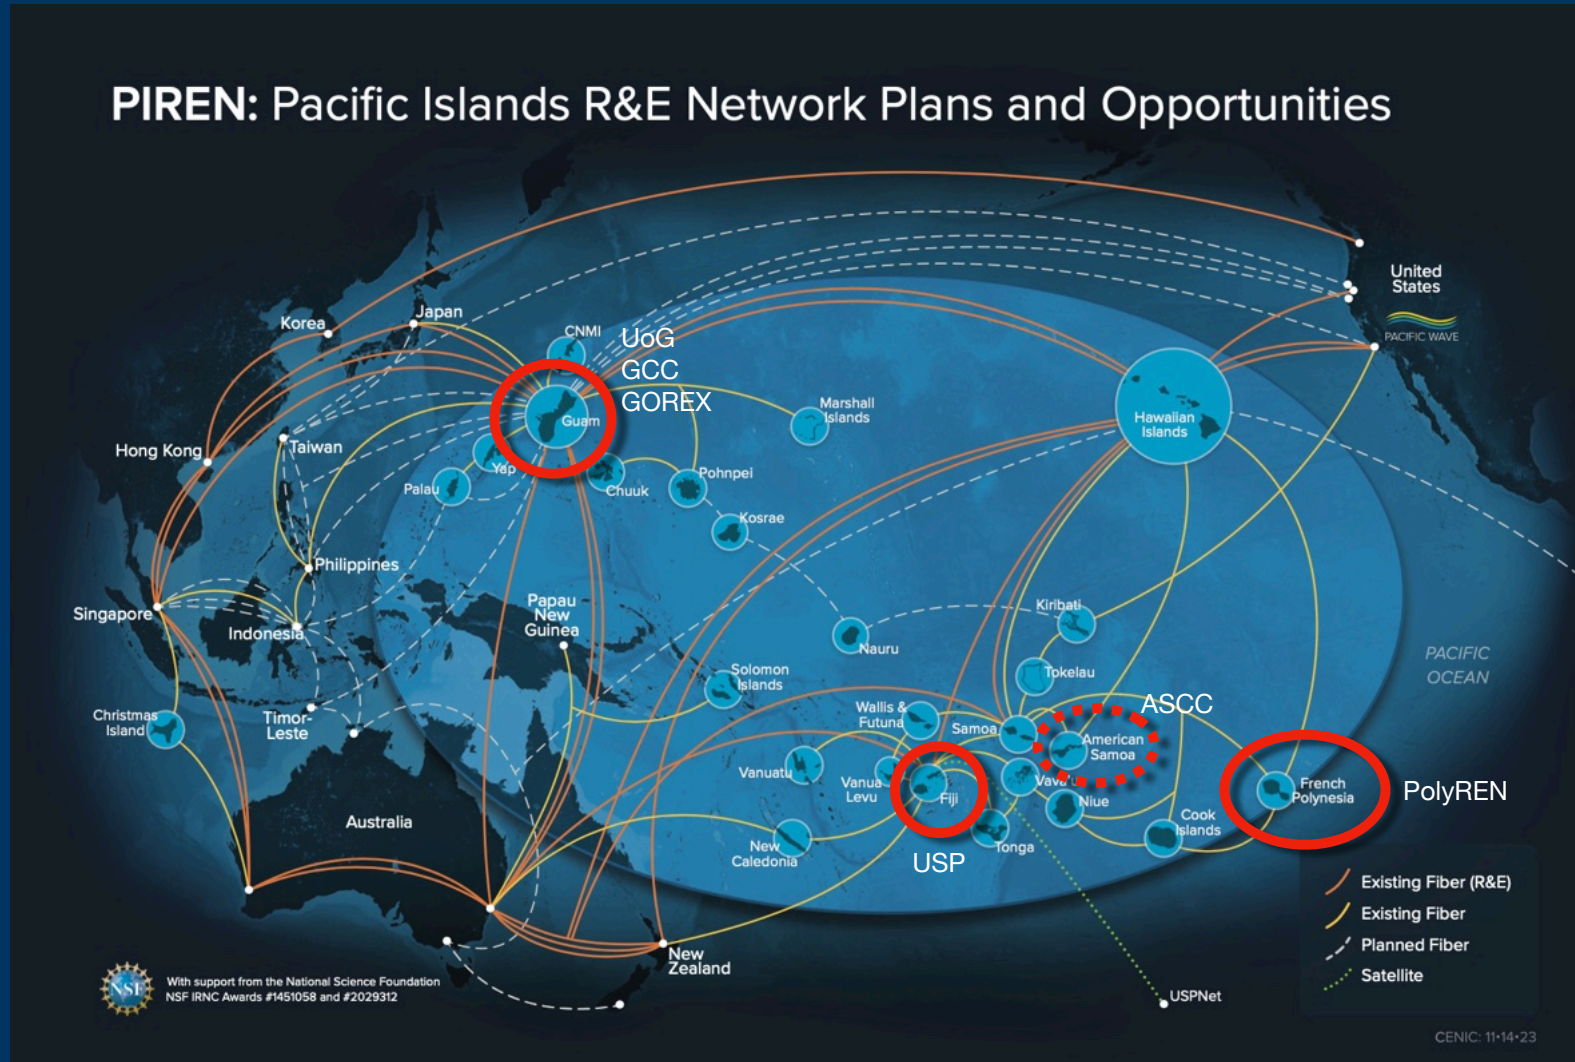 PIREN: Pacific Islands R&E Network Plans and Opportunities
United
States
PACIFIC WAVE
Korea
Japan
CNMI
UoG
GCC
GOREX
Guam
Marshall
Islands
Hawaiian
Islands
Hong Kong
Taiwan
Yap
Palau
Chuuk
Pohnpei
Kosrae
Philippines
Singapore
Indonesia
Papau
New
Guinea
Kiribati
Nauru
Tokelau
PACIFIC
OCEAN
Solomon
Islands
Christmas
Island
Timor-
Leste
Wallis &
Futuna
Samoa
ASCC
American
Samoa
Vanuatu
Vanua
Levu
Fiji
Vava'u
Niue
French
Polynesia
PolyREN
Cook
Islands
Australia
New
Caledonia
Tonga
USP
Existing Fiber (R&E)
Existing Fiber
Planned Fiber
Satellite
New
Zealand
NSF
With support from the National Science Foundation
NSF IRNC Awards #1451058 and #2029312
USPNet
CENIC: 11•14•23